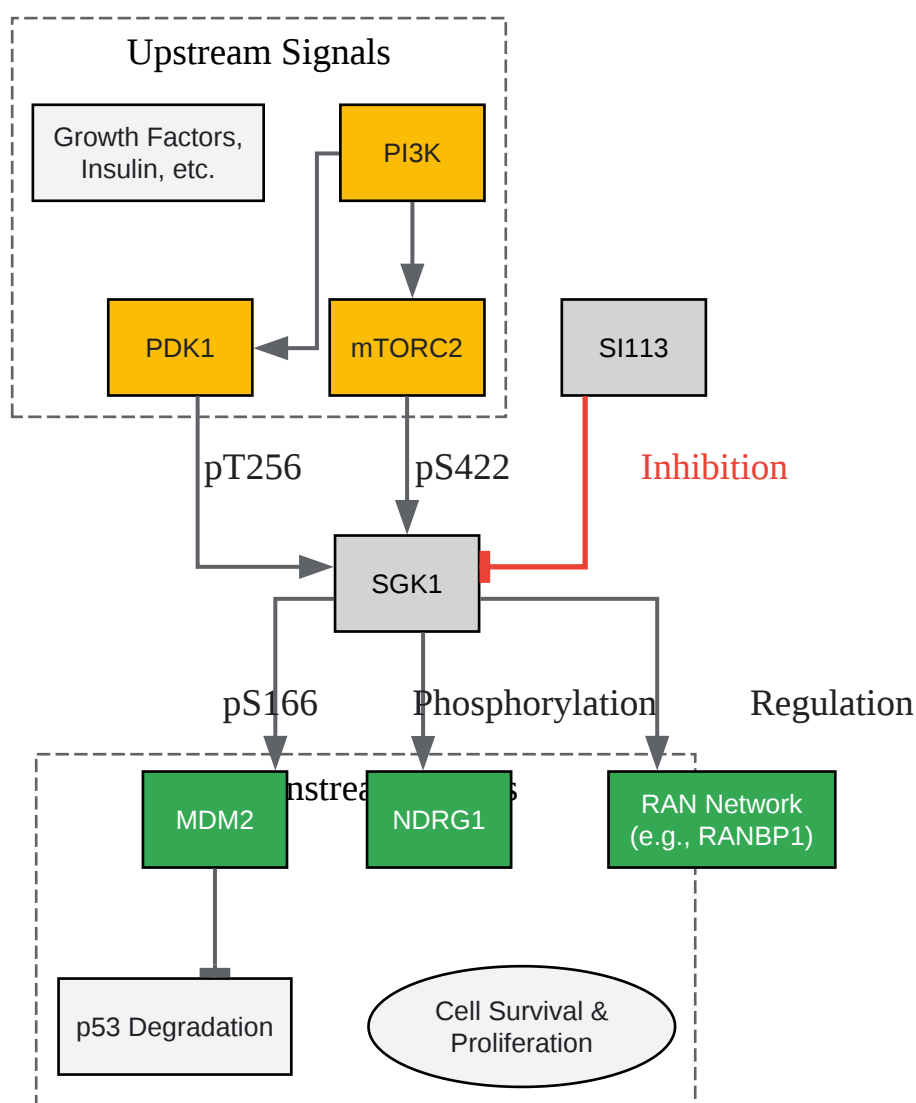 Upstream Signals
Growth Factors,
Insulin, etc.
PI3K
PDK1
mTORC2
SI113
pT256
pS422
Inhibition
SGK1
pS166
Phosphorylation
Regulation
MDM2
NDRG1
RAN Network
(e.g., RANBP1)
p53 Degradation
Cell Survival &
Proliferation